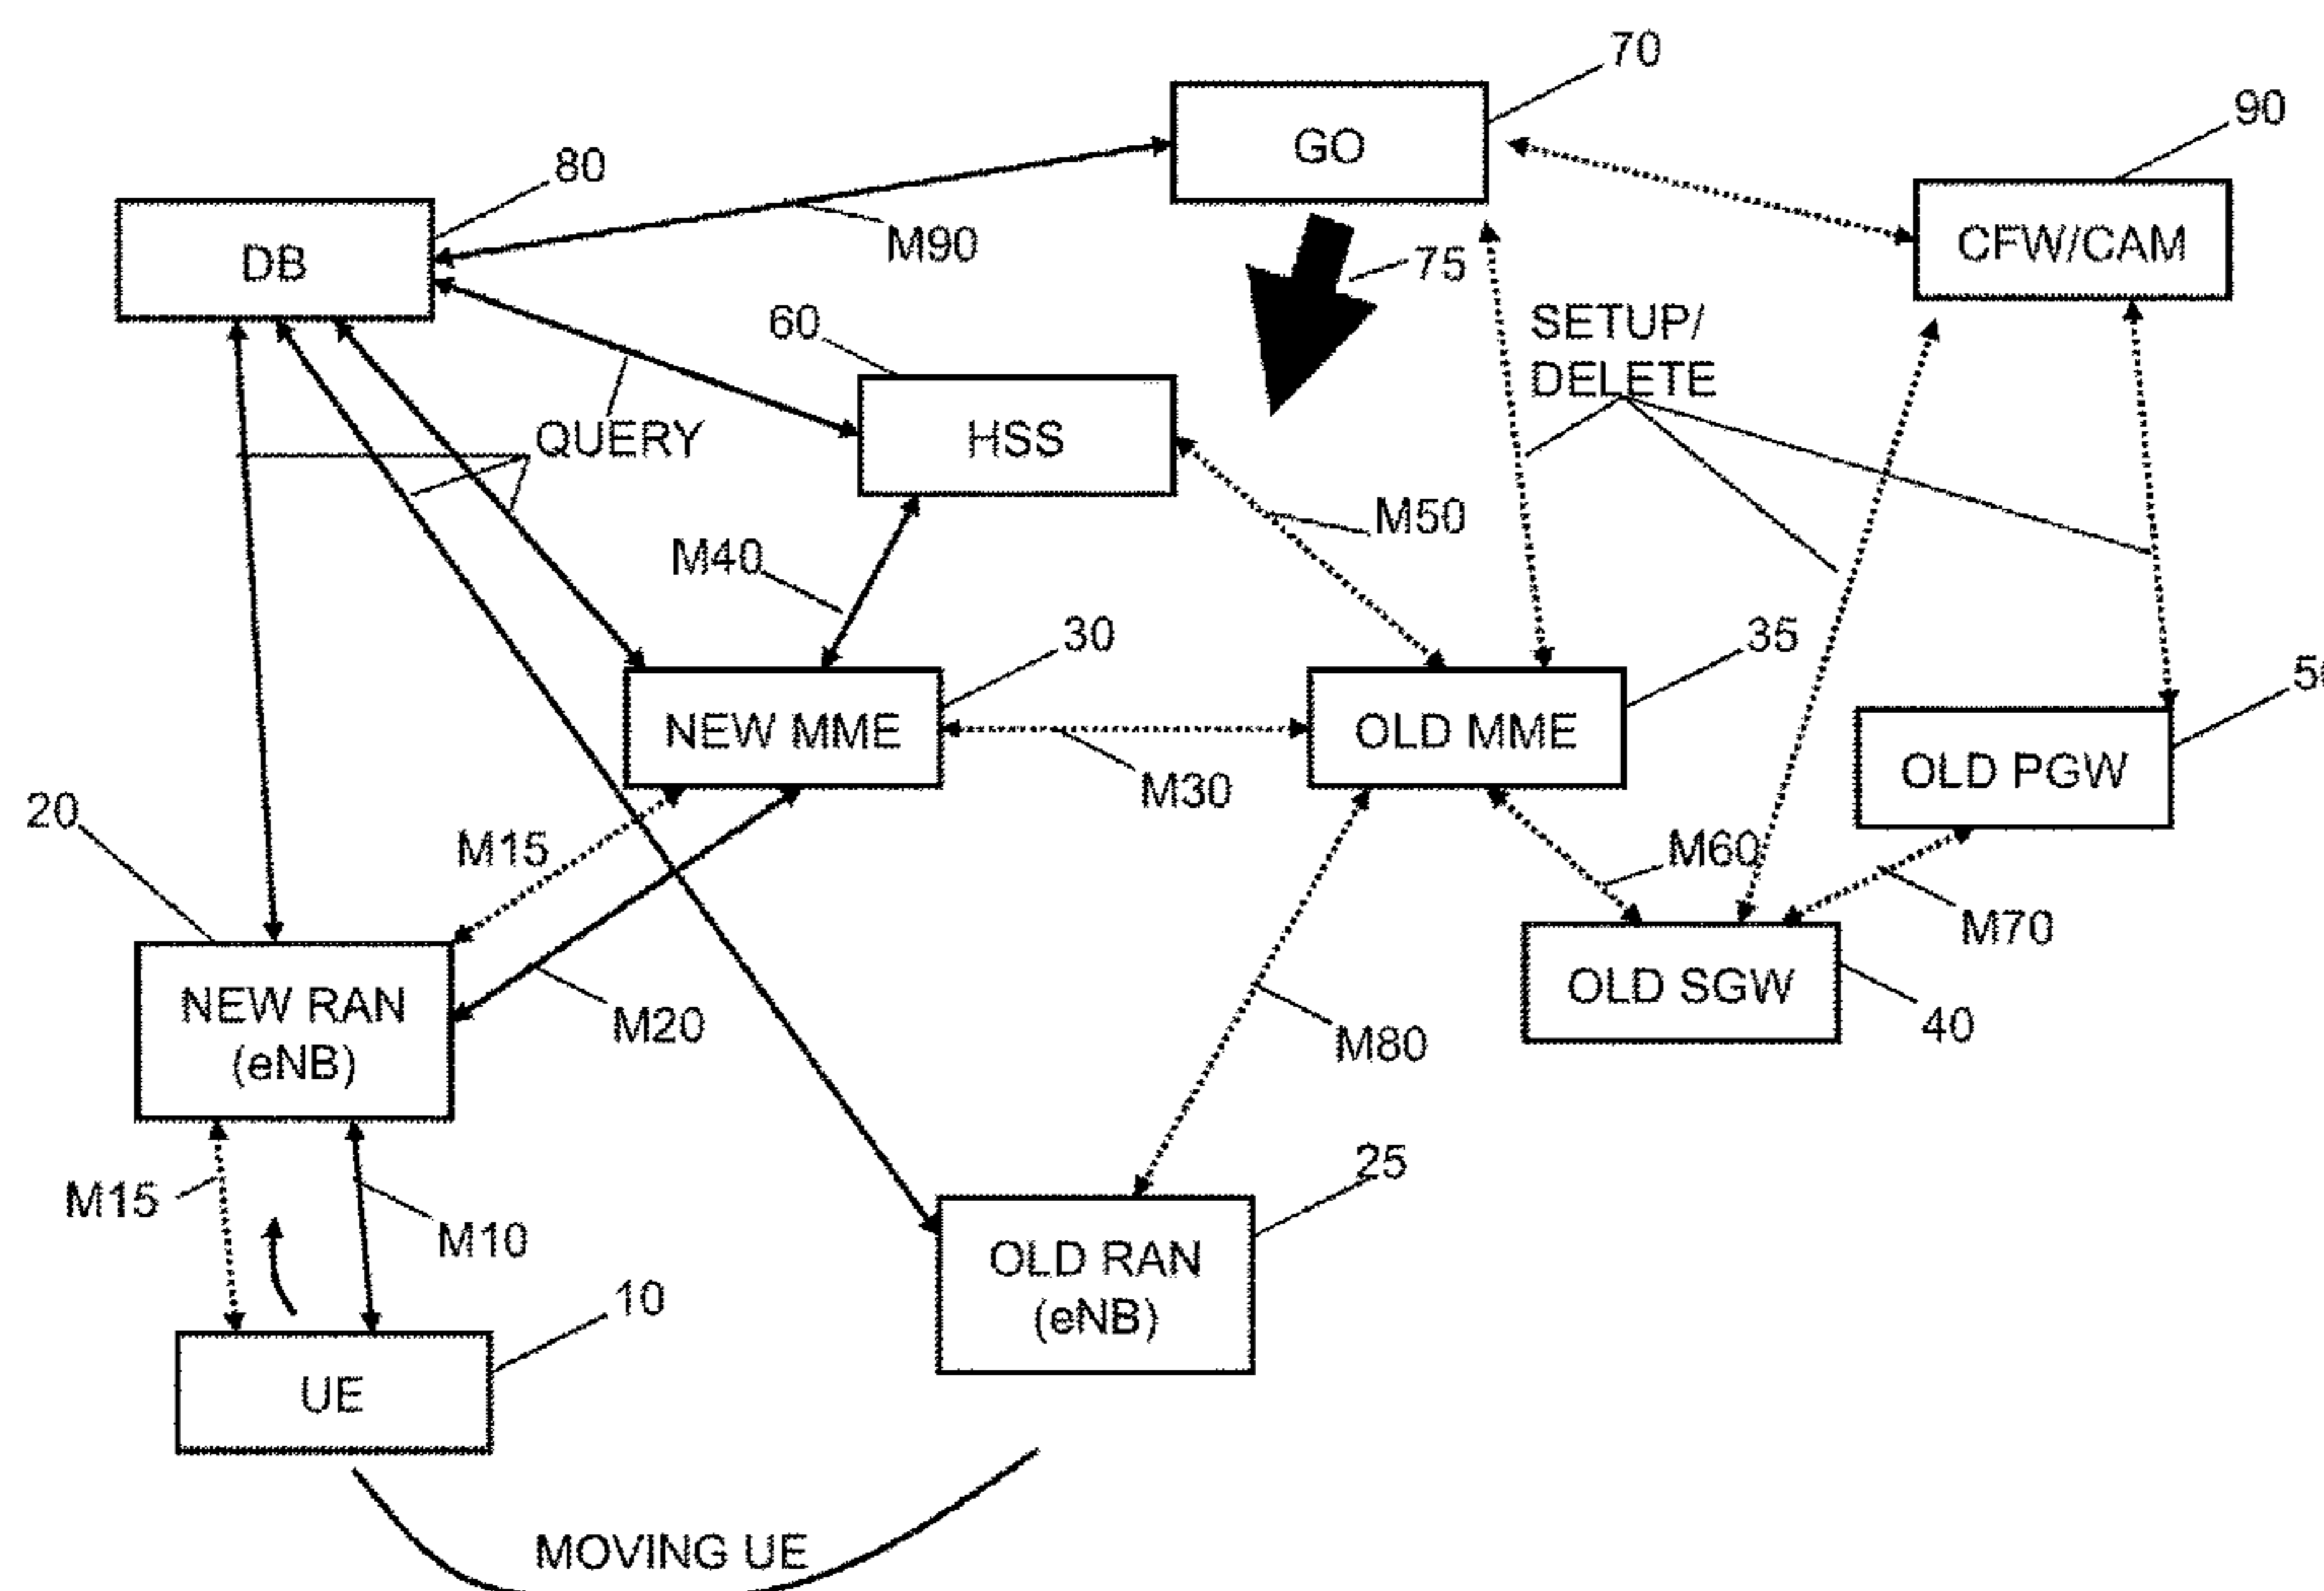 70
GO
90
80
CFW/CAM
DB
M90
75
60
SETUP/
DELETE
QUERY
HSS
M50
M40
30
35
NEW MME
OLD MME
OLD PGW
M30
20
M15
M60
M70
NEW RAN
(eNB)
M20
OLD SGW
40
M80
25
M15
M10
OLD RAN
(eNB)
10
UE
MOVING UE